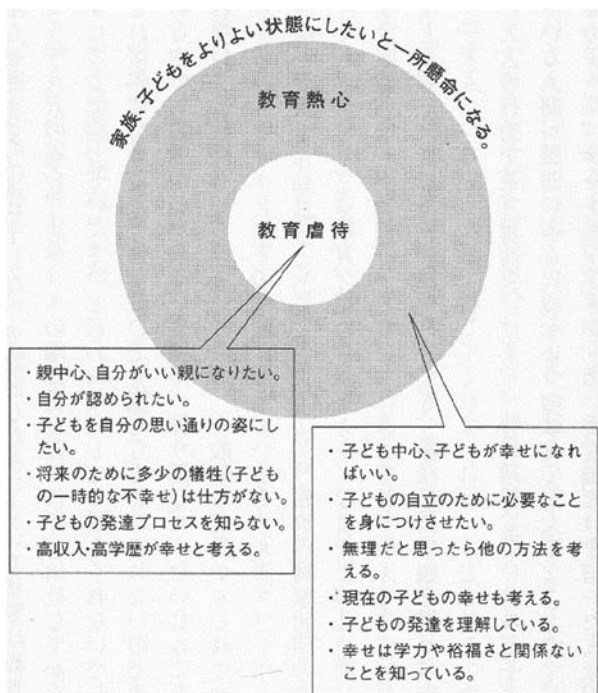 家族、子どもをよりよい状態にしたいと一所懸命になる。
教育熱心
教育虐待
・親中心、自分がいい親になりたい。
・自分が認められたい。
・子どもを自分の思い通りの姿にし
たい。
・将来のために多少の犠牲(子ども
の一時的な不幸せ)は仕方がない。
・子どもの発達プロセスを知らない。
・高収入・高学歴が幸せと考える。
・子ども中心、子どもが幸せになれ
ばいい。
・子どもの自立のために必要なこと
を身につけさせたい。
・無理だと思ったら他の方法を考
える。
・現在の子どもの幸せも考える。
・子どもの発達を理解している。
・幸せは学力や裕福さと関係ない
ことを知っている。